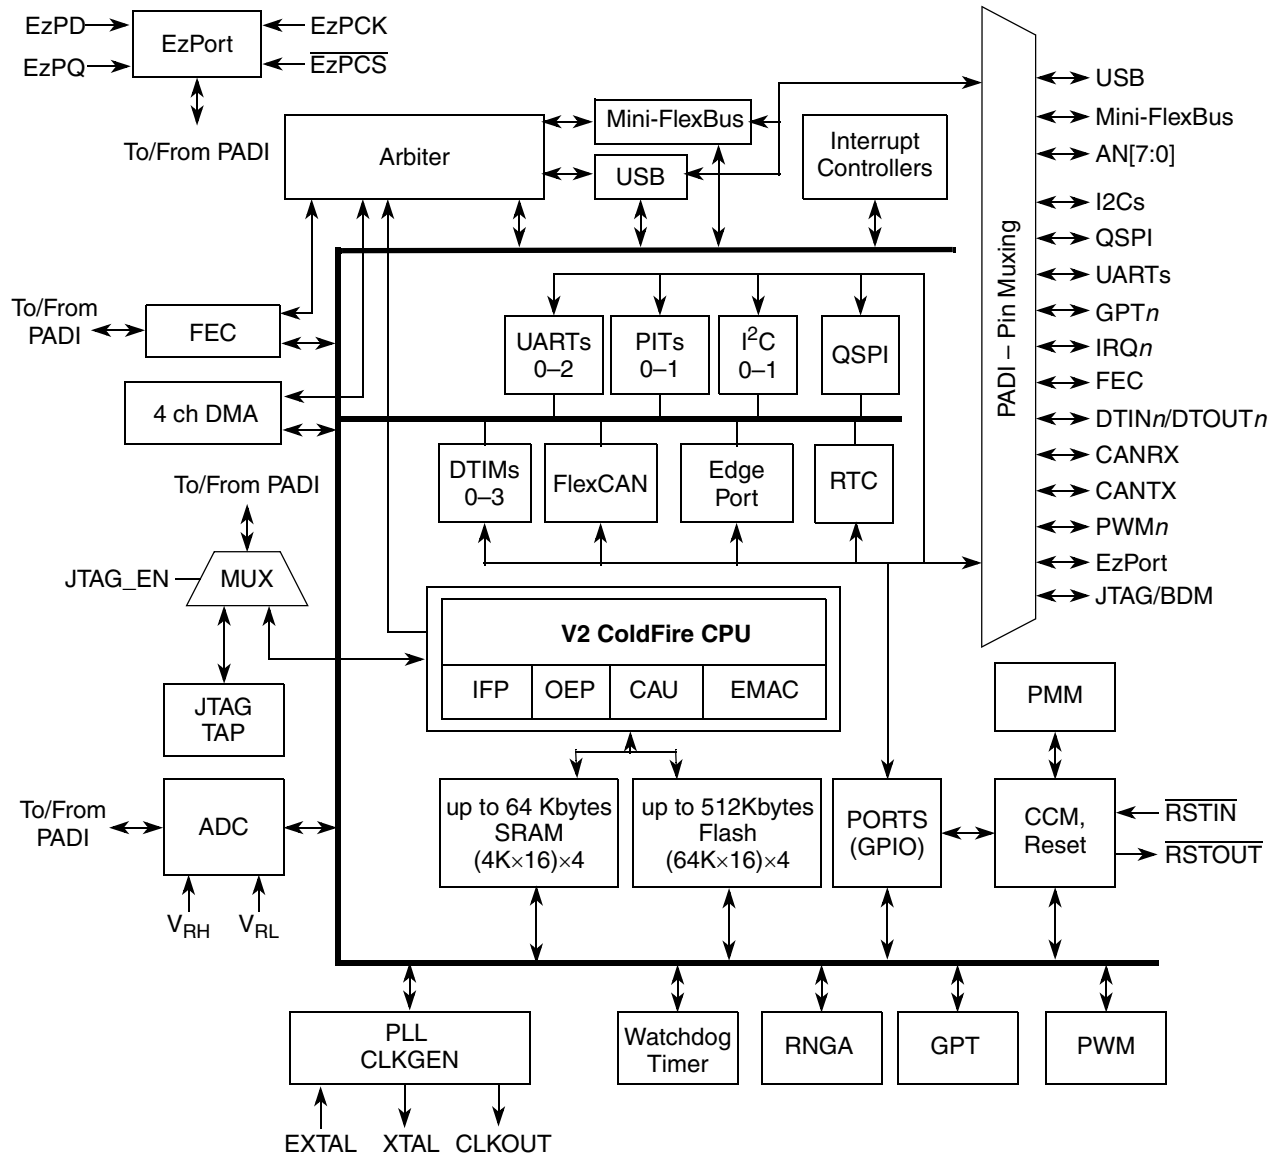 EzPD
EzPQ
EzPort
EzPCK
EzPCS
To/From PADI
Arbiter
Mini-FlexBus
USB
Interrupt
Controllers
PADI – Pin Muxing
USB
Mini-FlexBus
AN[7:0]
I2Cs
QSPI
UARTs
GPTn
IRQn
FEC
DTINn/DTOUTn
CANRX
CANTX
PWMn
EzPort
JTAG/BDM
To/From
PADI
FEC
4 ch DMA
UARTs
0–2
PITs
0–1
I²C
0–1
QSPI
DTIMs
0–3
FlexCAN
Edge
Port
RTC
To/From PADI
JTAG_EN
MUX
JTAG
TAP
V2 ColdFire CPU
IFP
OEP
CAU
EMAC
PMM
To/From
PADI
ADC
VRH
VRL
up to 64 Kbytes
SRAM
(4K×16)×4
up to 512Kbytes
Flash
(64K×16)×4
PORTS
(GPIO)
CCM,
Reset
RSTIN
RSTOUT
PLL
CLKGEN
Watchdog
Timer
RNGA
GPT
PWM
EXTAL
XTAL
CLKOUT